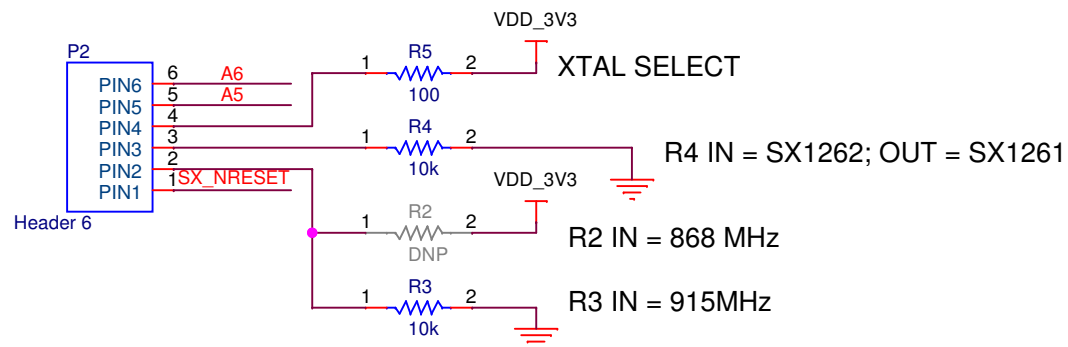 VDD_3V3
P2
R5
1
2
XTAL SELECT
PIN6
6
A6
100
PIN5
5
A5
PIN4
4
R4
PIN3
3
1
2
10k
R4 IN = SX1262; OUT = SX1261
PIN2
2
PIN1
1
SX_NRESET
VDD_3V3
Header 6
R2
1
2
DNP
R2 IN = 868 MHz
R3
1
2
10k
R3 IN = 915MHz